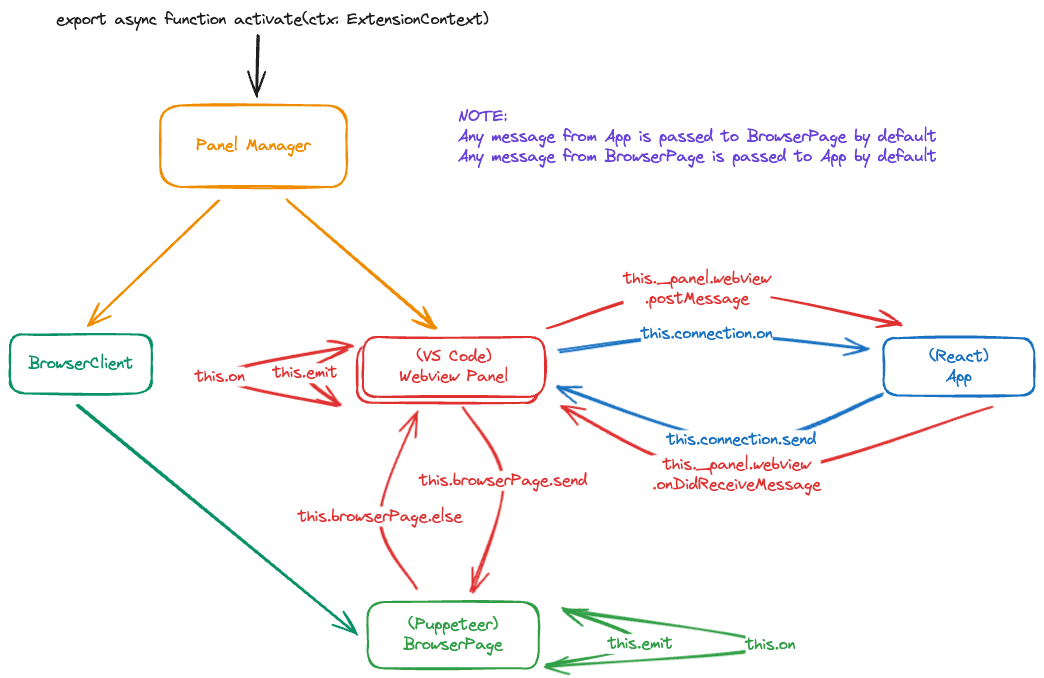 export async function activate(ctx: ExtensionContext)
Panel Manager
NOTE:
Any message from App is passed to BrowserPage by default
Any message from BrowserPage is passed to App by default
this._panel.webview
.postMessage
this.connection.on
BrowserClient
this.on
this.emit
(VS Code)
Webview Panel
(React)
App
this.connection.send
this._panel.webview
.onDidReceiveMessage
this.browserPage.send
this.browserPage.else
(Puppeteer)
BrowserPage
this.emit
this.on